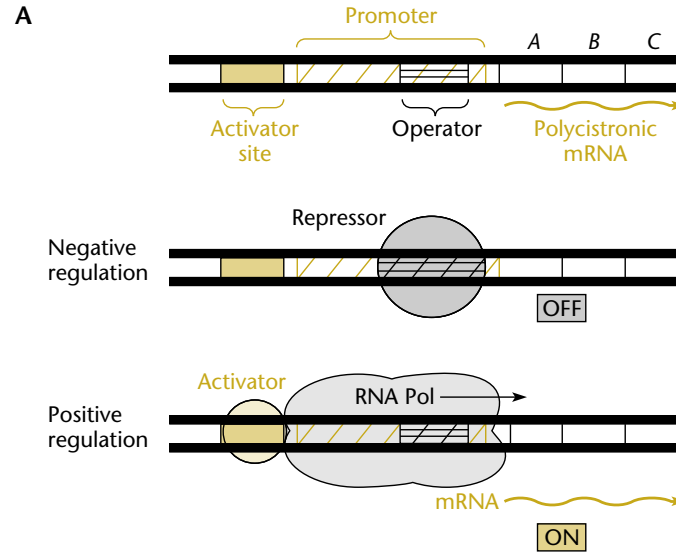 A
Promoter
A B C
Activator
site
Operator
Polycistronic
mRNA
Repressor
Negative
regulation
OFF
Activator
RNA Pol
Positive
regulation
mRNA
ON